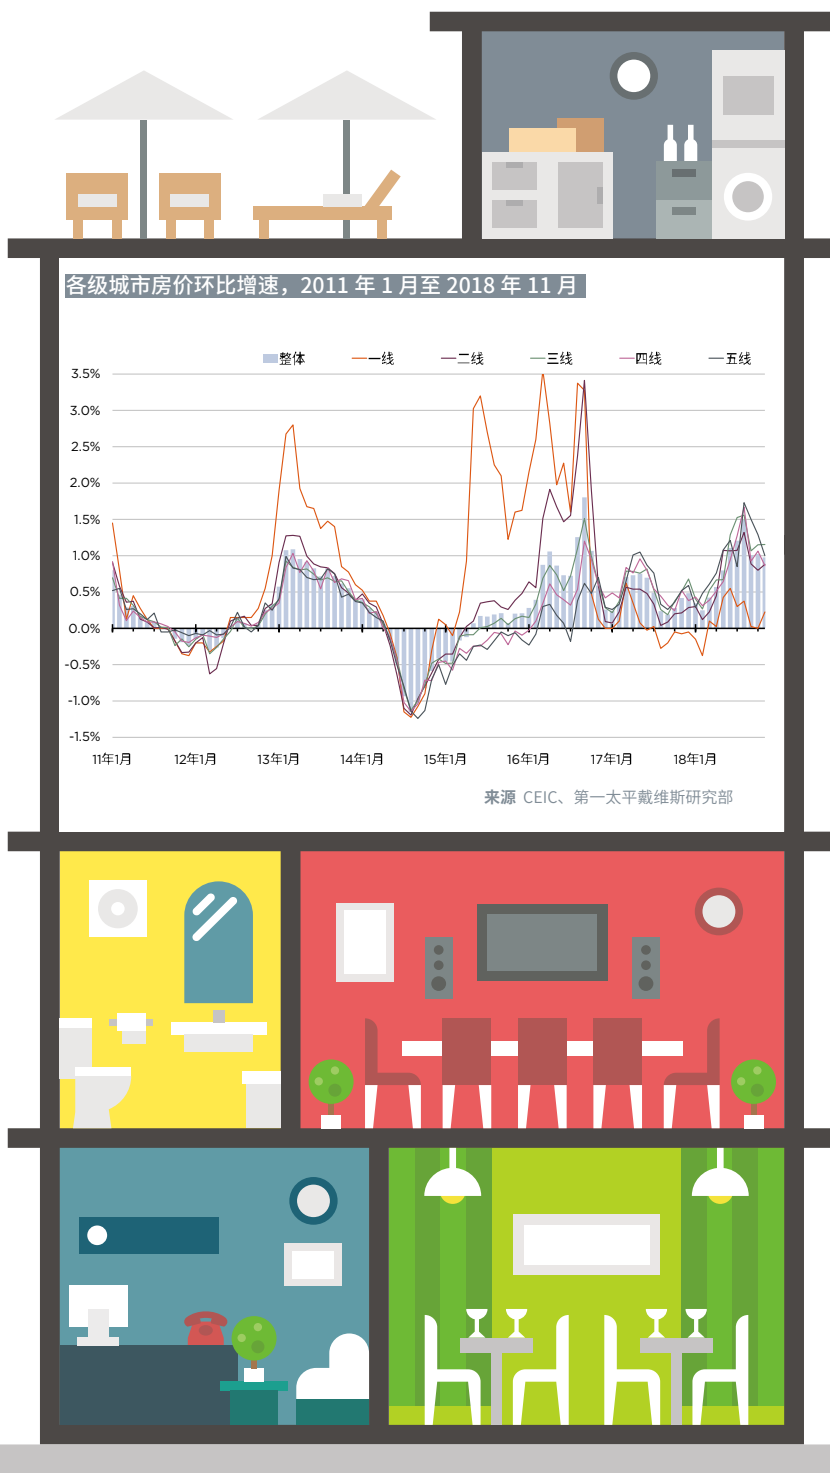 各级城市房价环比增速，2011 年 1 月至 2018 年 11 月
整体 一线 二线 三线 四线 五线
3.5%
3.0%
2.5%
2.0%
1.5%
1.0%
0.5%
0.0%
-0.5%
-1.0%
-1.5%
11年1月 12年1月 13年1月 14年1月 15年1月 16年1月 17年1月 18年1月
来源 CEIC、第一太平戴维斯研究部